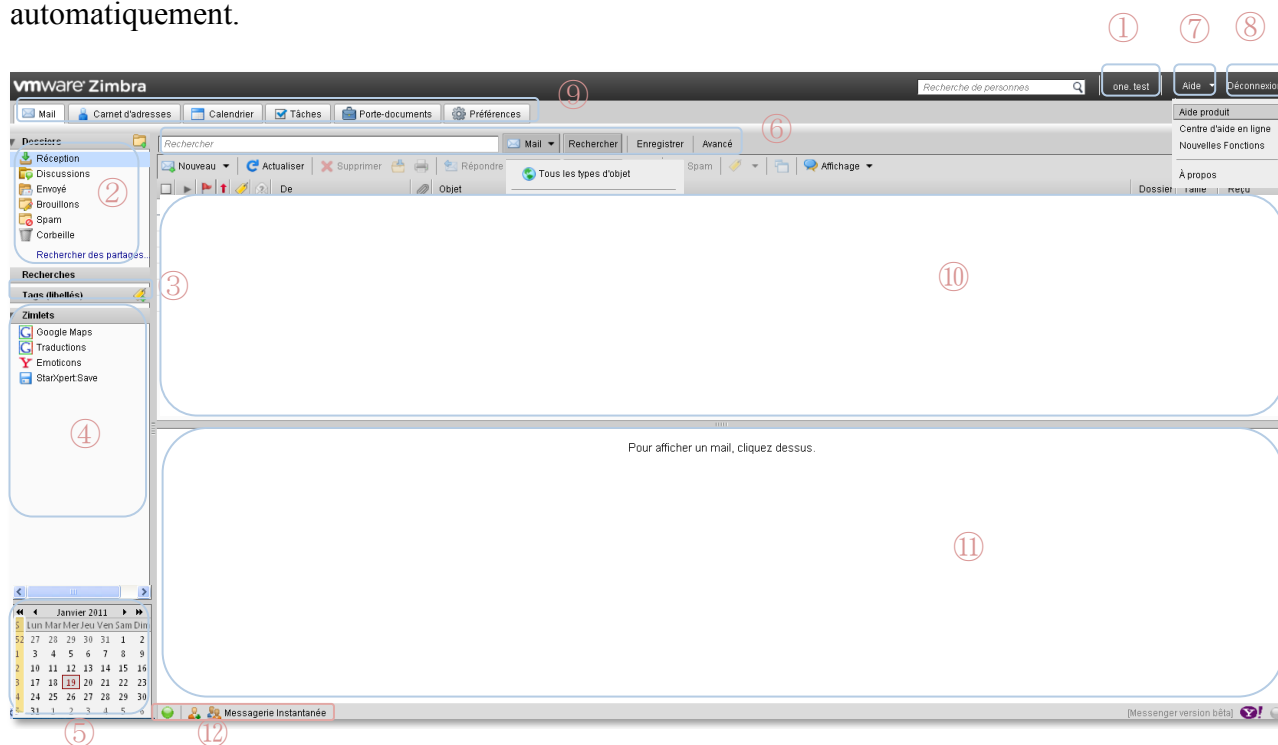 automatiquement.
① ⑦ ⑧
vmware Zimbra
Recherche de personnes one. test Aide Déconnexion
⑨
Mail Carnet d'adresses Calendrier Tâches Porte-documents Préférences
Aide produit
Centre d'aide en ligne
Nouvelles Fonctions
À propos
⑥
Dossiers
Réception
Discussions
Envoyé
Brouillons
Spam
Corbeille
Rechercher des partages...
②
Recherches
Tags (libellés)
③
Zimlets
Google Maps
Traductions
Emoticons
StarXpert:Save
④
Rechercher Mail Rechercher Enregistrer Avancé
Nouveau Actualiser Supprimer Répondre Spam Affichage
Tous les types d'objet
De Objet Dossier Taille Reçu
⑩
Pour afficher un mail, cliquez dessus.
⑪
Janvier 2011
S Lun Mar Mer Jeu Ven Sam Dim
52 27 28 29 30 31 1 2
1 3 4 5 6 7 8 9
2 10 11 12 13 14 15 16
3 17 18 19 20 21 22 23
4 24 25 26 27 28 29 30
5 31 1 2 3 4 5 6
⑤
Messagerie Instantanée
⑫
[Messenger version bêta] Y!